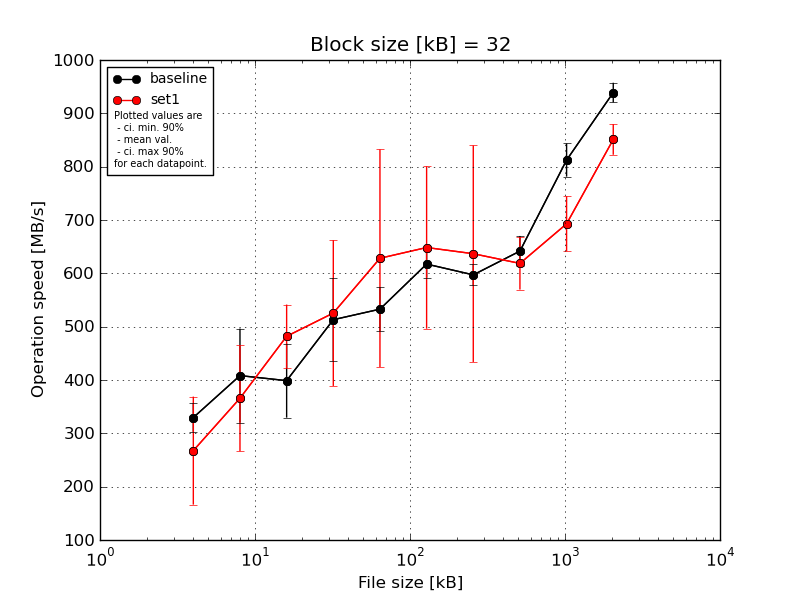 Block size [kB] = 32
1000
900
800
700
600
500
400
300
200
100
Operation speed [MB/s]
baseline
set1
Plotted values are
- ci. min. 90%
- mean val.
- ci. max 90%
for each datapoint.
10⁰ 10¹ 10² 10³ 10⁴
File size [kB]